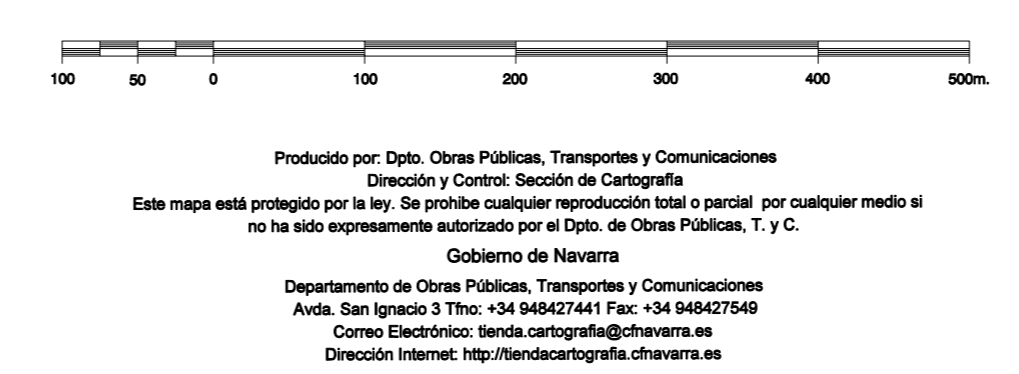 100 50 0 100 200 300 400 500m.
Producido por: Dpto. Obras Públicas, Transportes y Comunicaciones
Dirección y Control: Sección de Cartografía
Este mapa está protegido por la ley. Se prohibe cualquier reproducción total o parcial por cualquier medio si
no ha sido expresamente autorizado por el Dpto. de Obras Públicas, T. y C.
Gobierno de Navarra
Departamento de Obras Públicas, Transportes y Comunicaciones
Avda. San Ignacio 3 Tfno: +34 948427441 Fax: +34 948427549
Correo Electrónico: tienda.cartografia@cfnavarra.es
Dirección Internet: http://tiendacartografia.cfnavarra.es